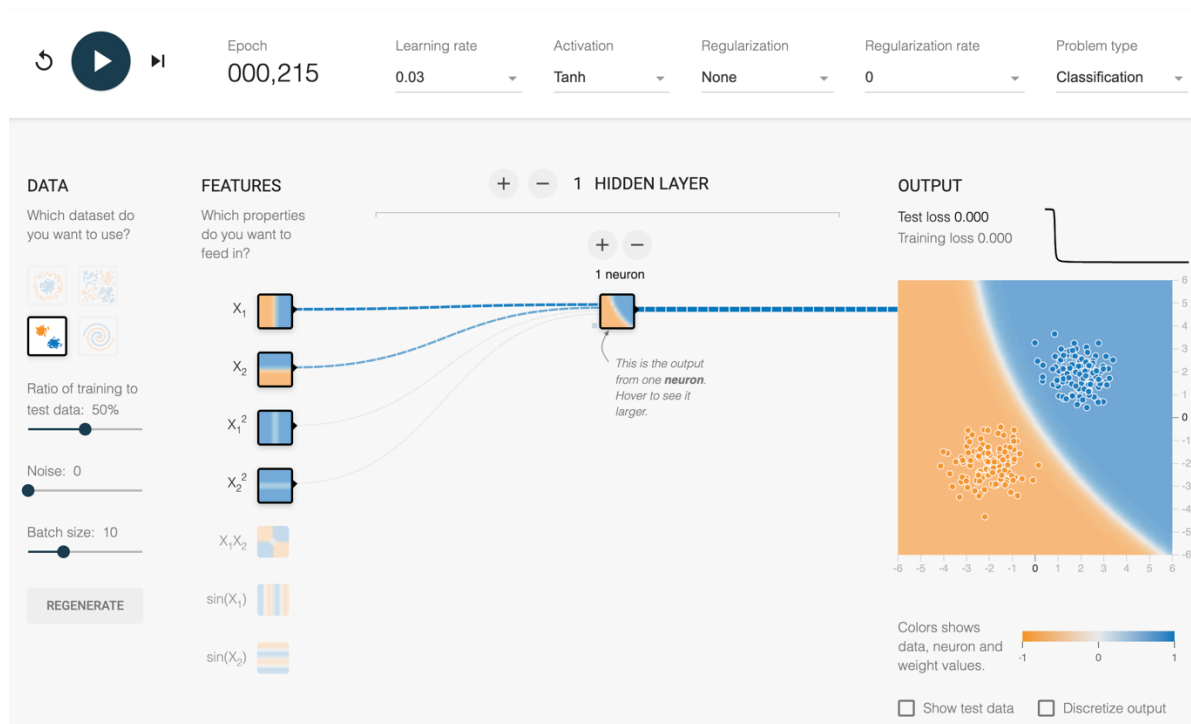 Epoch
000,215
Learning rate
0.03
Activation
Tanh
Regularization
None
Regularization rate
0
Problem type
Classification
DATA
Which dataset do
you want to use?
Ratio of training to
test data: 50%
Noise: 0
Batch size: 10
REGENERATE
FEATURES
Which properties
do you want to
feed in?
X₁
X₂
X₁²
X₂²
X₁X₂
sin(X₁)
sin(X₂)
+ − 1 HIDDEN LAYER
+ −
1 neuron
This is the output
from one neuron.
Hover to see it
larger.
OUTPUT
Test loss 0.000
Training loss 0.000
6
5
4
3
2
1
0
-1
-2
-3
-4
-5
-6
-6 -5 -4 -3 -2 -1 0 1 2 3 4 5 6
Colors shows
data, neuron and
weight values.
-1 0 1
Show test data
Discretize output